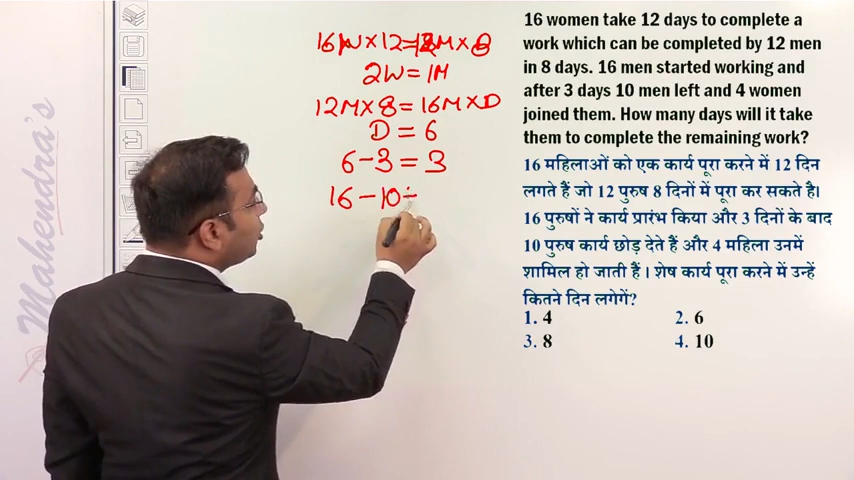 16W×12=12M×8
2W=1M
12M×8=16M×D
D=6
6-3=3
16-10=
Mahendra's
16 women take 12 days to complete a
work which can be completed by 12 men
in 8 days. 16 men started working and
after 3 days 10 men left and 4 women
joined them. How many days will it take
them to complete the remaining work?
16 महिलाओं को एक कार्य पूरा करने में 12 दिन
लगते हैं जो 12 पुरुष 8 दिनों में पूरा कर सकते है।
16 पुरुषों ने कार्य प्रारंभ किया और 3 दिनों के बाद
10 पुरुष कार्य छोड़ देते हैं और 4 महिला उनमें
शामिल हो जाती हैं। शेष कार्य पूरा करने में उन्हें
कितने दिन लगेगें?
1. 4 2. 6
3. 8 4. 10